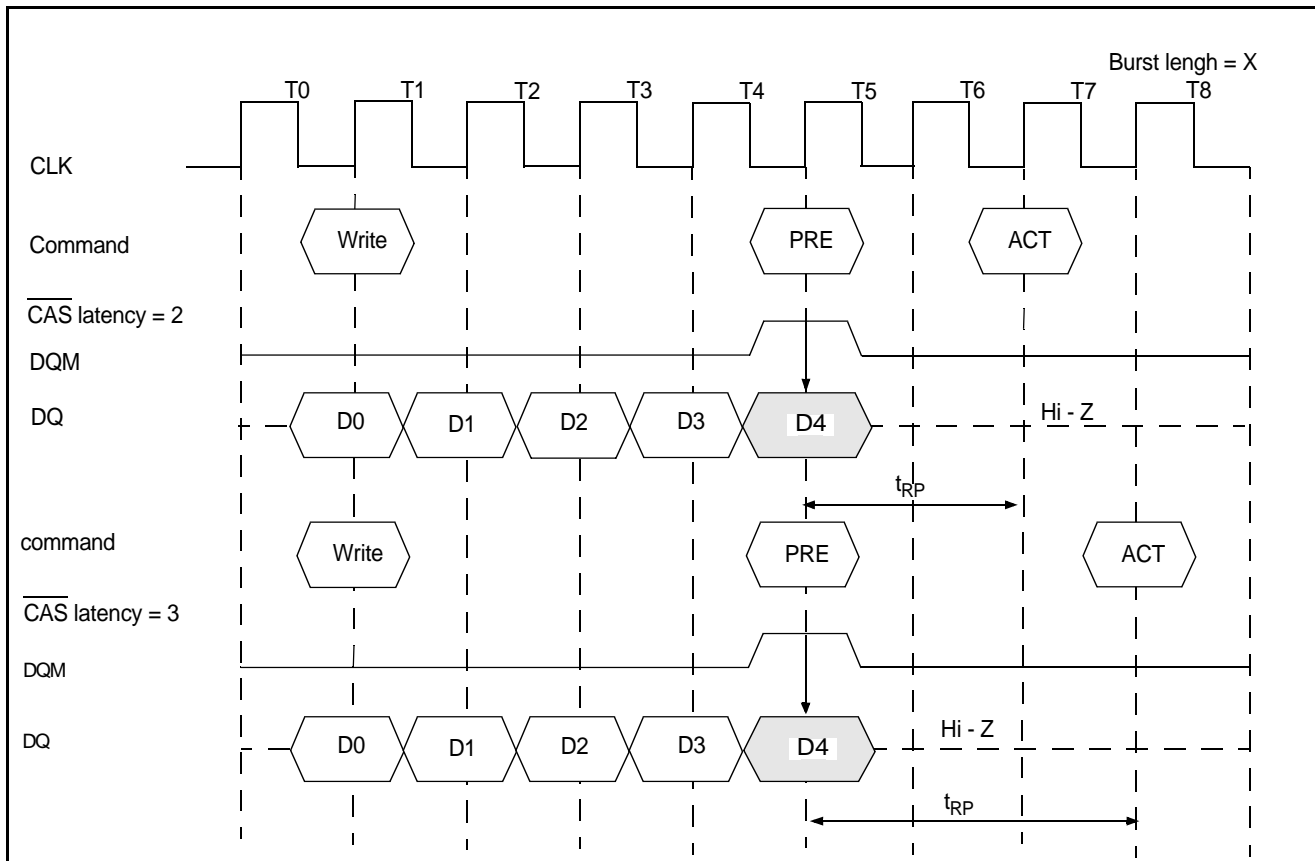 Burst lengh = X
T0 T1 T2 T3 T4 T5 T6 T7 T8
CLK
Command Write PRE ACT
CAS latency = 2
DQM
DQ D0 D1 D2 D3 D4 Hi - Z
tRP
command Write PRE ACT
CAS latency = 3
DQM
DQ D0 D1 D2 D3 D4 Hi - Z
tRP